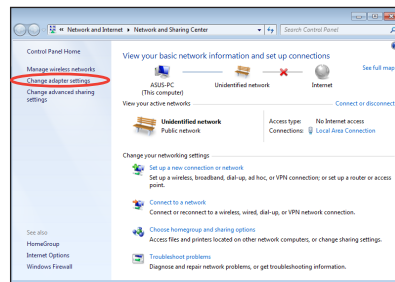 « Network and Internet ▸ Network and Sharing Center
Search Control Panel
Control Panel Home
Manage wireless networks
Change adapter settings
Change advanced sharing
settings
See also
HomeGroup
Internet Options
Windows Firewall
View your basic network information and set up connections
See full map
ASUS-PC
(This computer)
Unidentified network
Internet
View your active networks
Connect or disconnect
Unidentified network
Public network
Access type: No Internet access
Connections: Local Area Connection
Change your networking settings
Set up a new connection or network
Set up a wireless, broadband, dial-up, ad hoc, or VPN connection; or set up a router or access
point.
Connect to a network
Connect or reconnect to a wireless, wired, dial-up, or VPN network connection.
Choose homegroup and sharing options
Access files and printers located on other network computers, or change sharing settings.
Troubleshoot problems
Diagnose and repair network problems, or get troubleshooting information.